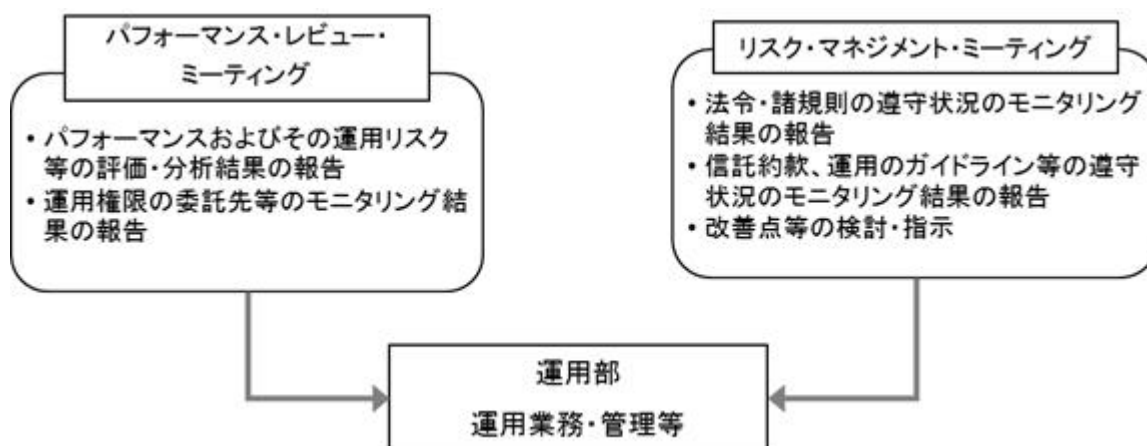 パフォーマンス・レビュー・
ミーティング
• パフォーマンスおよびその運用リスク
等の評価・分析結果の報告
• 運用権限の委託先等のモニタリング結
果の報告
リスク・マネジメント・ミーティング
• 法令・諸規則の遵守状況のモニタリング
結果の報告
• 信託約款、運用のガイドライン等の遵守
状況のモニタリング結果の報告
• 改善点等の検討・指示
運用部
運用業務・管理等